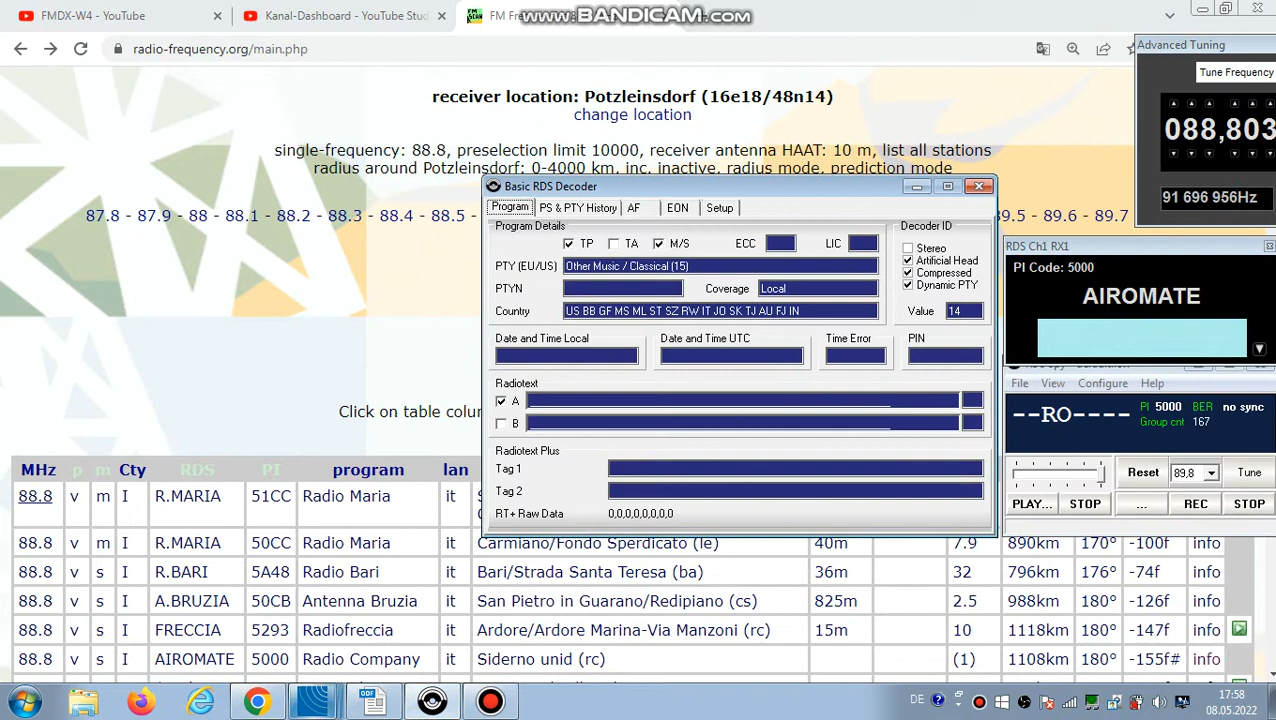 FMDX-W4 - YouTube
Kanal-Dashboard - YouTube Stud
FM Fre
www.BANDICAM.com
radio-frequency.org/main.php
receiver location: Potzleinsdorf (16e18/48n14)
change location
single-frequency: 88.8, preselection limit 10000, receiver antenna HAAT: 10 m, list all stations
radius around Potzleinsdorf: 0-4000 km, inc. inactive, radius mode, prediction mode
87.8 - 87.9 - 88 - 88.1 - 88.2 - 88.3 - 88.4 - 88.5 -
9.5 - 89.6 - 89.7
Click on table colum
Advanced Tuning
Tune Frequency
088,803
91 696 956Hz
Basic RDS Decoder
Program
PS & PTY History
AF
EON
Setup
Program Details
TP
TA
M/S
ECC
LIC
PTY (EU/US)
Other Music / Classical (15)
PTYN
Coverage
Local
Country
US BB GF MS ML ST SZ RW IT JO SK TJ AU FJ IN
Decoder ID
Stereo
Artificial Head
Compressed
Dynamic PTY
Value
14
Date and Time Local
Date and Time UTC
Time Error
PIN
Radiotext
A
B
Radiotext Plus
Tag 1
Tag 2
RT+ Raw Data
0,0,0,0,0,0,0,0
RDS Ch1 RX1
PI Code: 5000
AIROMATE
File
View
Configure
Help
--RO----
PI 5000
BER
no sync
Group cnt
167
Reset
89,8
Tune
PLAY...
STOP
...
REC
STOP
MHz p m Cty RDS PI program lan
88.8 v m I R.MARIA 51CC Radio Maria it
88.8 v m I R.MARIA 50CC Radio Maria it Carmiano/Fondo Sperdicato (le) 40m 7.9 890km 170° -100f info
88.8 v s I R.BARI 5A48 Radio Bari it Bari/Strada Santa Teresa (ba) 36m 32 796km 176° -74f info
88.8 v s I A.BRUZIA 50CB Antenna Bruzia it San Pietro in Guarano/Redipiano (cs) 825m 2.5 988km 180° -126f info
88.8 v s I FRECCIA 5293 Radiofreccia it Ardore/Ardore Marina-Via Manzoni (rc) 15m 10 1118km 180° -147f info
88.8 v s I AIROMATE 5000 Radio Company it Siderno unid (rc) (1) 1108km 180° -155f# info
DE
17:58
08.05.2022